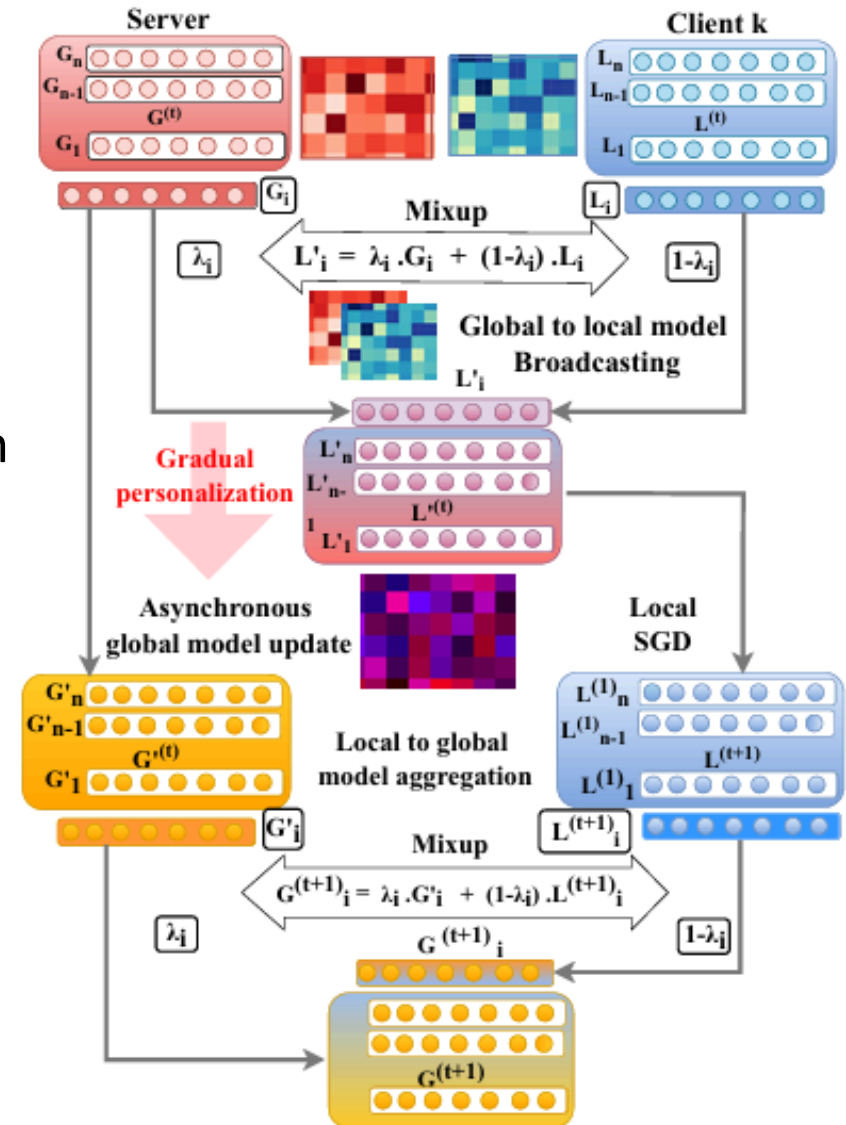 Server
Client k
Gn
Gn-1
G(t)
G1
Ln
Ln-1
L(t)
L1
Gi
Li
Mixup
λi
L'i = λi .Gi + (1-λi) .Li
1-λi
Global to local model
Broadcasting
L'i
n
Gradual
personalization
L'n
L'n-
1
L'(t)
L'1
Asynchronous
global model update
Local
SGD
G'n
G'n-1
G'(t)
G'1
Local to global
model aggregation
L(1)n
L(1)n-1
L(t+1)
L(1)1
G'i
L(t+1)i
Mixup
G(t+1)i = λi .G'i + (1-λi) .L(t+1)i
λi
1-λi
G(t+1)i
G(t+1)